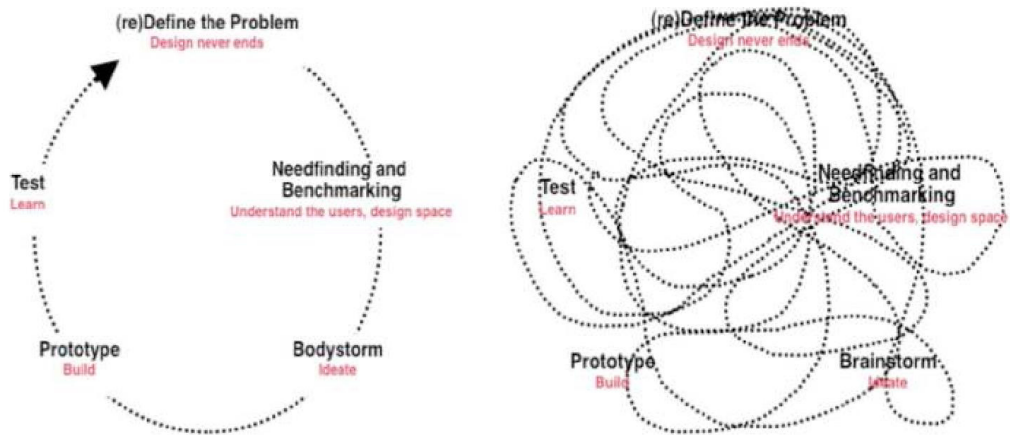 (re)Define the Problem
Design never ends
Needfinding and
Benchmarking
Understand the users, design space
Bodystorm
Ideate
Prototype
Build
Test
Learn
(re)Define the Problem
Design never ends
Needfinding and
Benchmarking
Understand the users, design space
Brainstorm
Ideate
Prototype
Build
Test
Learn